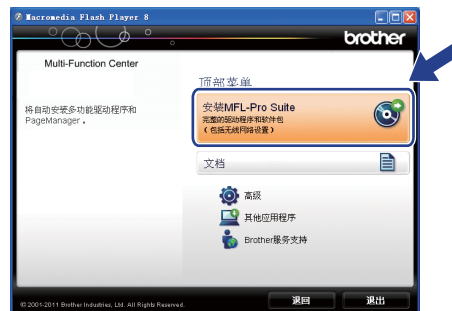 Macromedia Flash Player 8
brother
Multi-Function Center
将自动安装多功能驱动程序和
PageManager。
顶部菜单
安装MFL-Pro Suite
完整的驱动程序和软件包
（包括无线网络设置）
文档
高级
其他应用程序
Brother服务支持
© 2001-2011 Brother Industries, Ltd. All Rights Reserved.
退回
退出